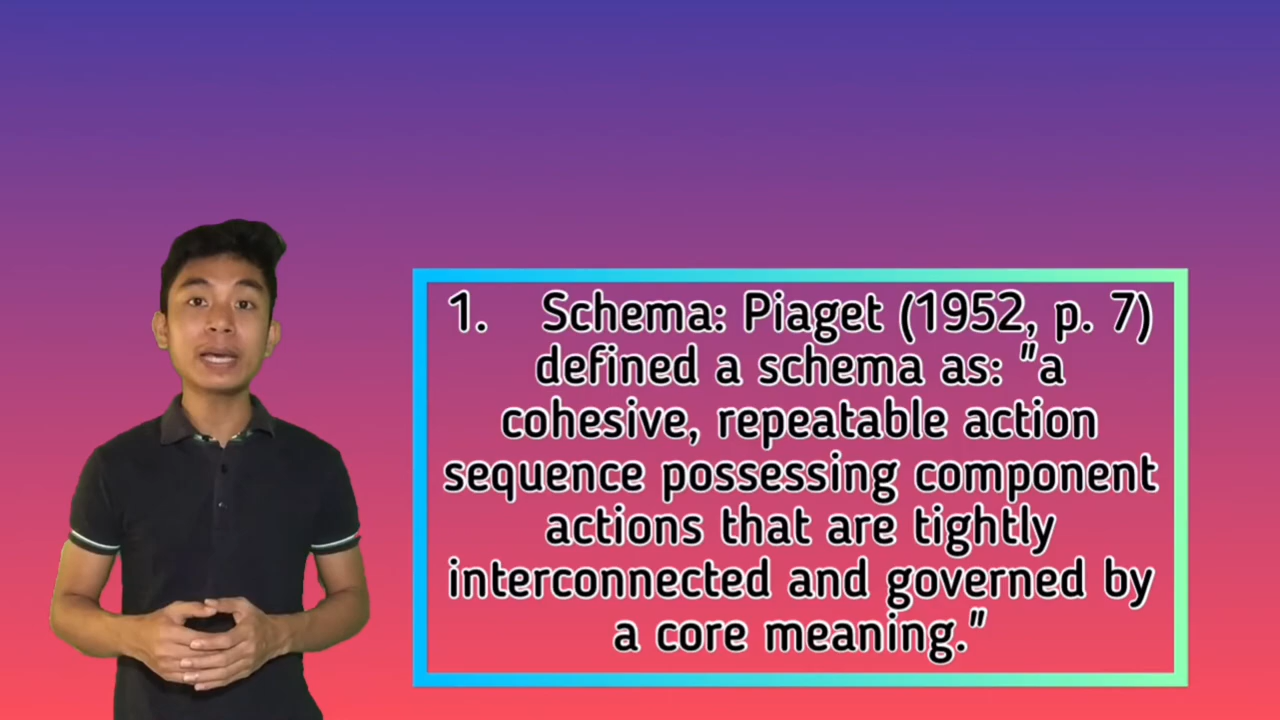 1. Schema: Piaget (1952, p. 7)
defined a schema as: "a
cohesive, repeatable action
sequence possessing component
actions that are tightly
interconnected and governed by
a core meaning."